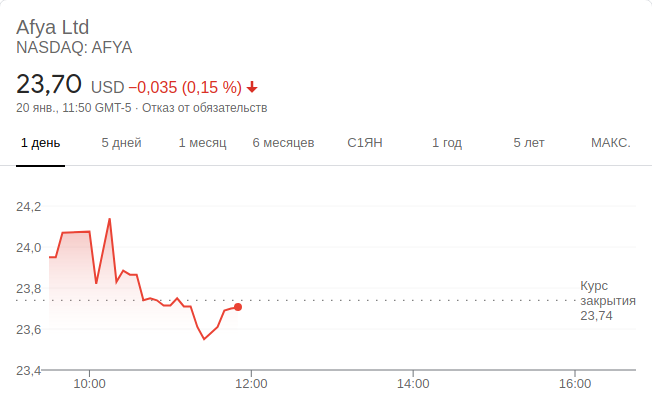 Afya Ltd
NASDAQ: AFYA
23,70 USD −0,035 (0,15 %)
20 янв., 11:50 GMT-5 · Отказ от обязательств
1 день 5 дней 1 месяц 6 месяцев С1ЯН 1 год 5 лет МАКС.
24,2
24,0
23,8
23,6
23,4
Курс
закрытия
23,74
10:00 12:00 14:00 16:00